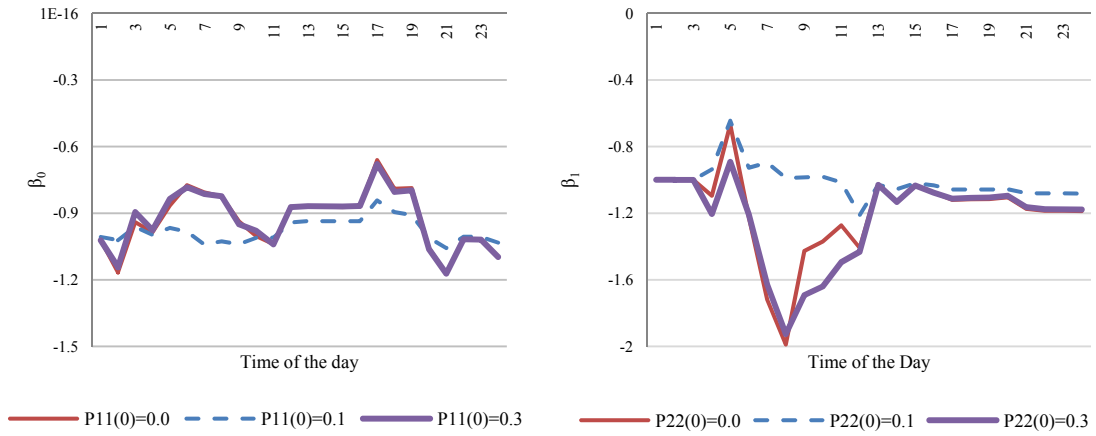 1E-16
1 3 5 7 9 11 13 15 17 19 21 23
-0.3
-0.6
-0.9
-1.2
-1.5
β0
Time of the day
P11(0)=0.0 P11(0)=0.1 P11(0)=0.3
0
1 3 5 7 9 11 13 15 17 19 21 23
-0.4
-0.8
-1.2
-1.6
-2
β1
Time of the Day
P22(0)=0.0 P22(0)=0.1 P22(0)=0.3